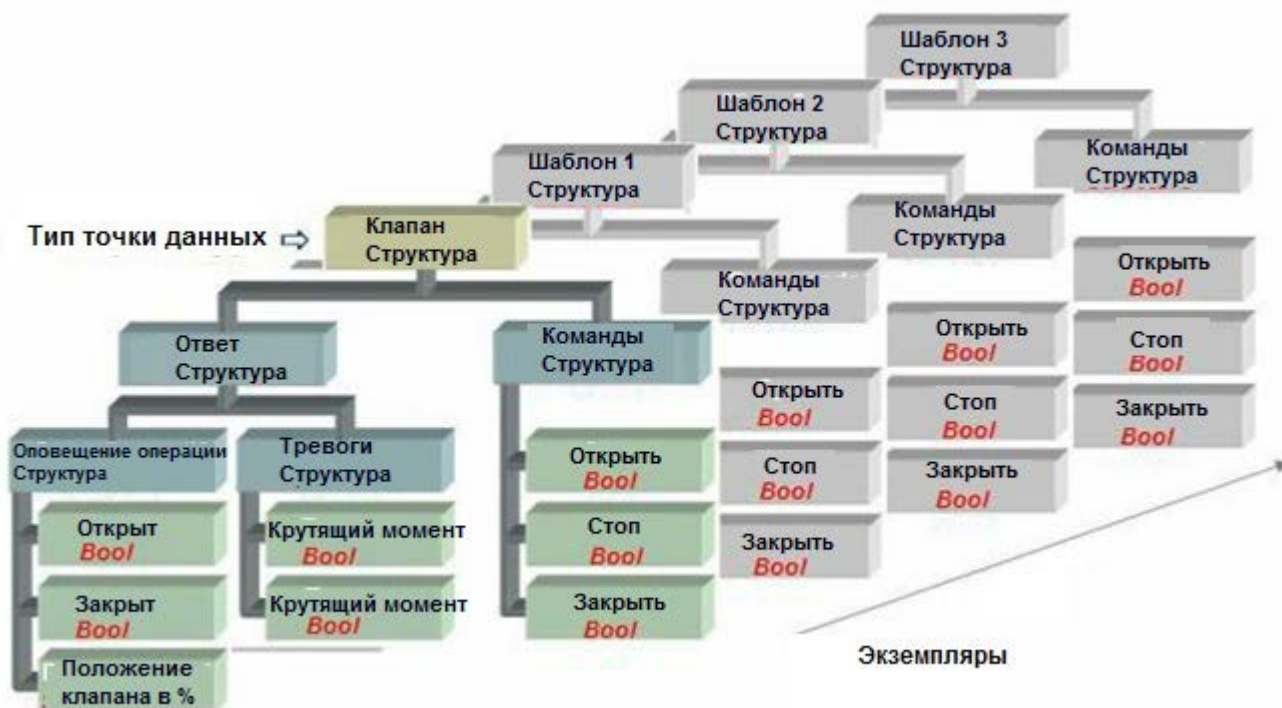 Шаблон 3
Структура
Шаблон 2
Структура
Команды
Структура
Шаблон 1
Структура
Команды
Структура
Тип точки данных
Клапан
Структура
Команды
Структура
Открыть
Bool
Открыть
Bool
Стоп
Bool
Открыть
Bool
Стоп
Bool
Закрыть
Bool
Стоп
Bool
Закрыть
Bool
Закрыть
Bool
Ответ
Структура
Команды
Структура
Оповещение операции
Структура
Тревоги
Структура
Открыть
Bool
Открыт
Bool
Крутящий момент
Bool
Стоп
Bool
Закрыт
Bool
Крутящий момент
Bool
Закрыть
Bool
Положение
клапана в %
Экземпляры